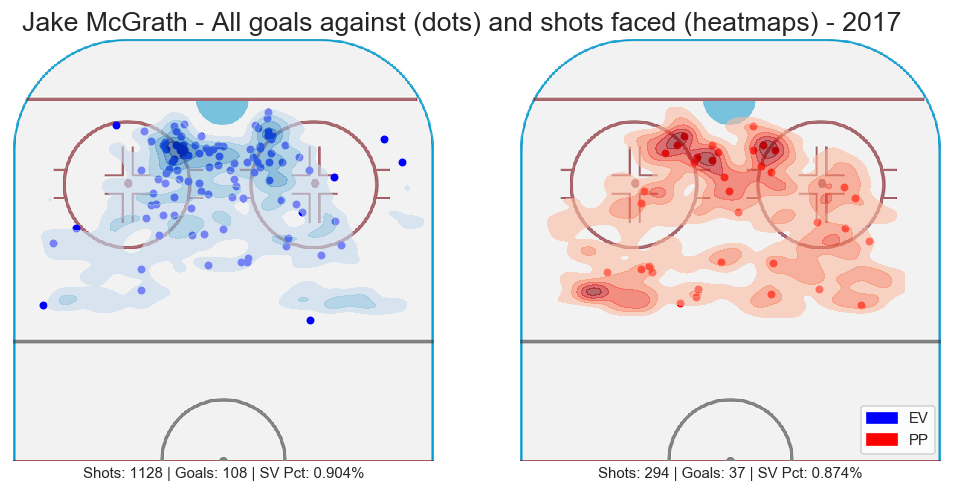 Jake McGrath - All goals against (dots) and shots faced (heatmaps) - 2017
EV
PP
Shots: 1128 | Goals: 108 | SV Pct: 0.904%
Shots: 294 | Goals: 37 | SV Pct: 0.874%